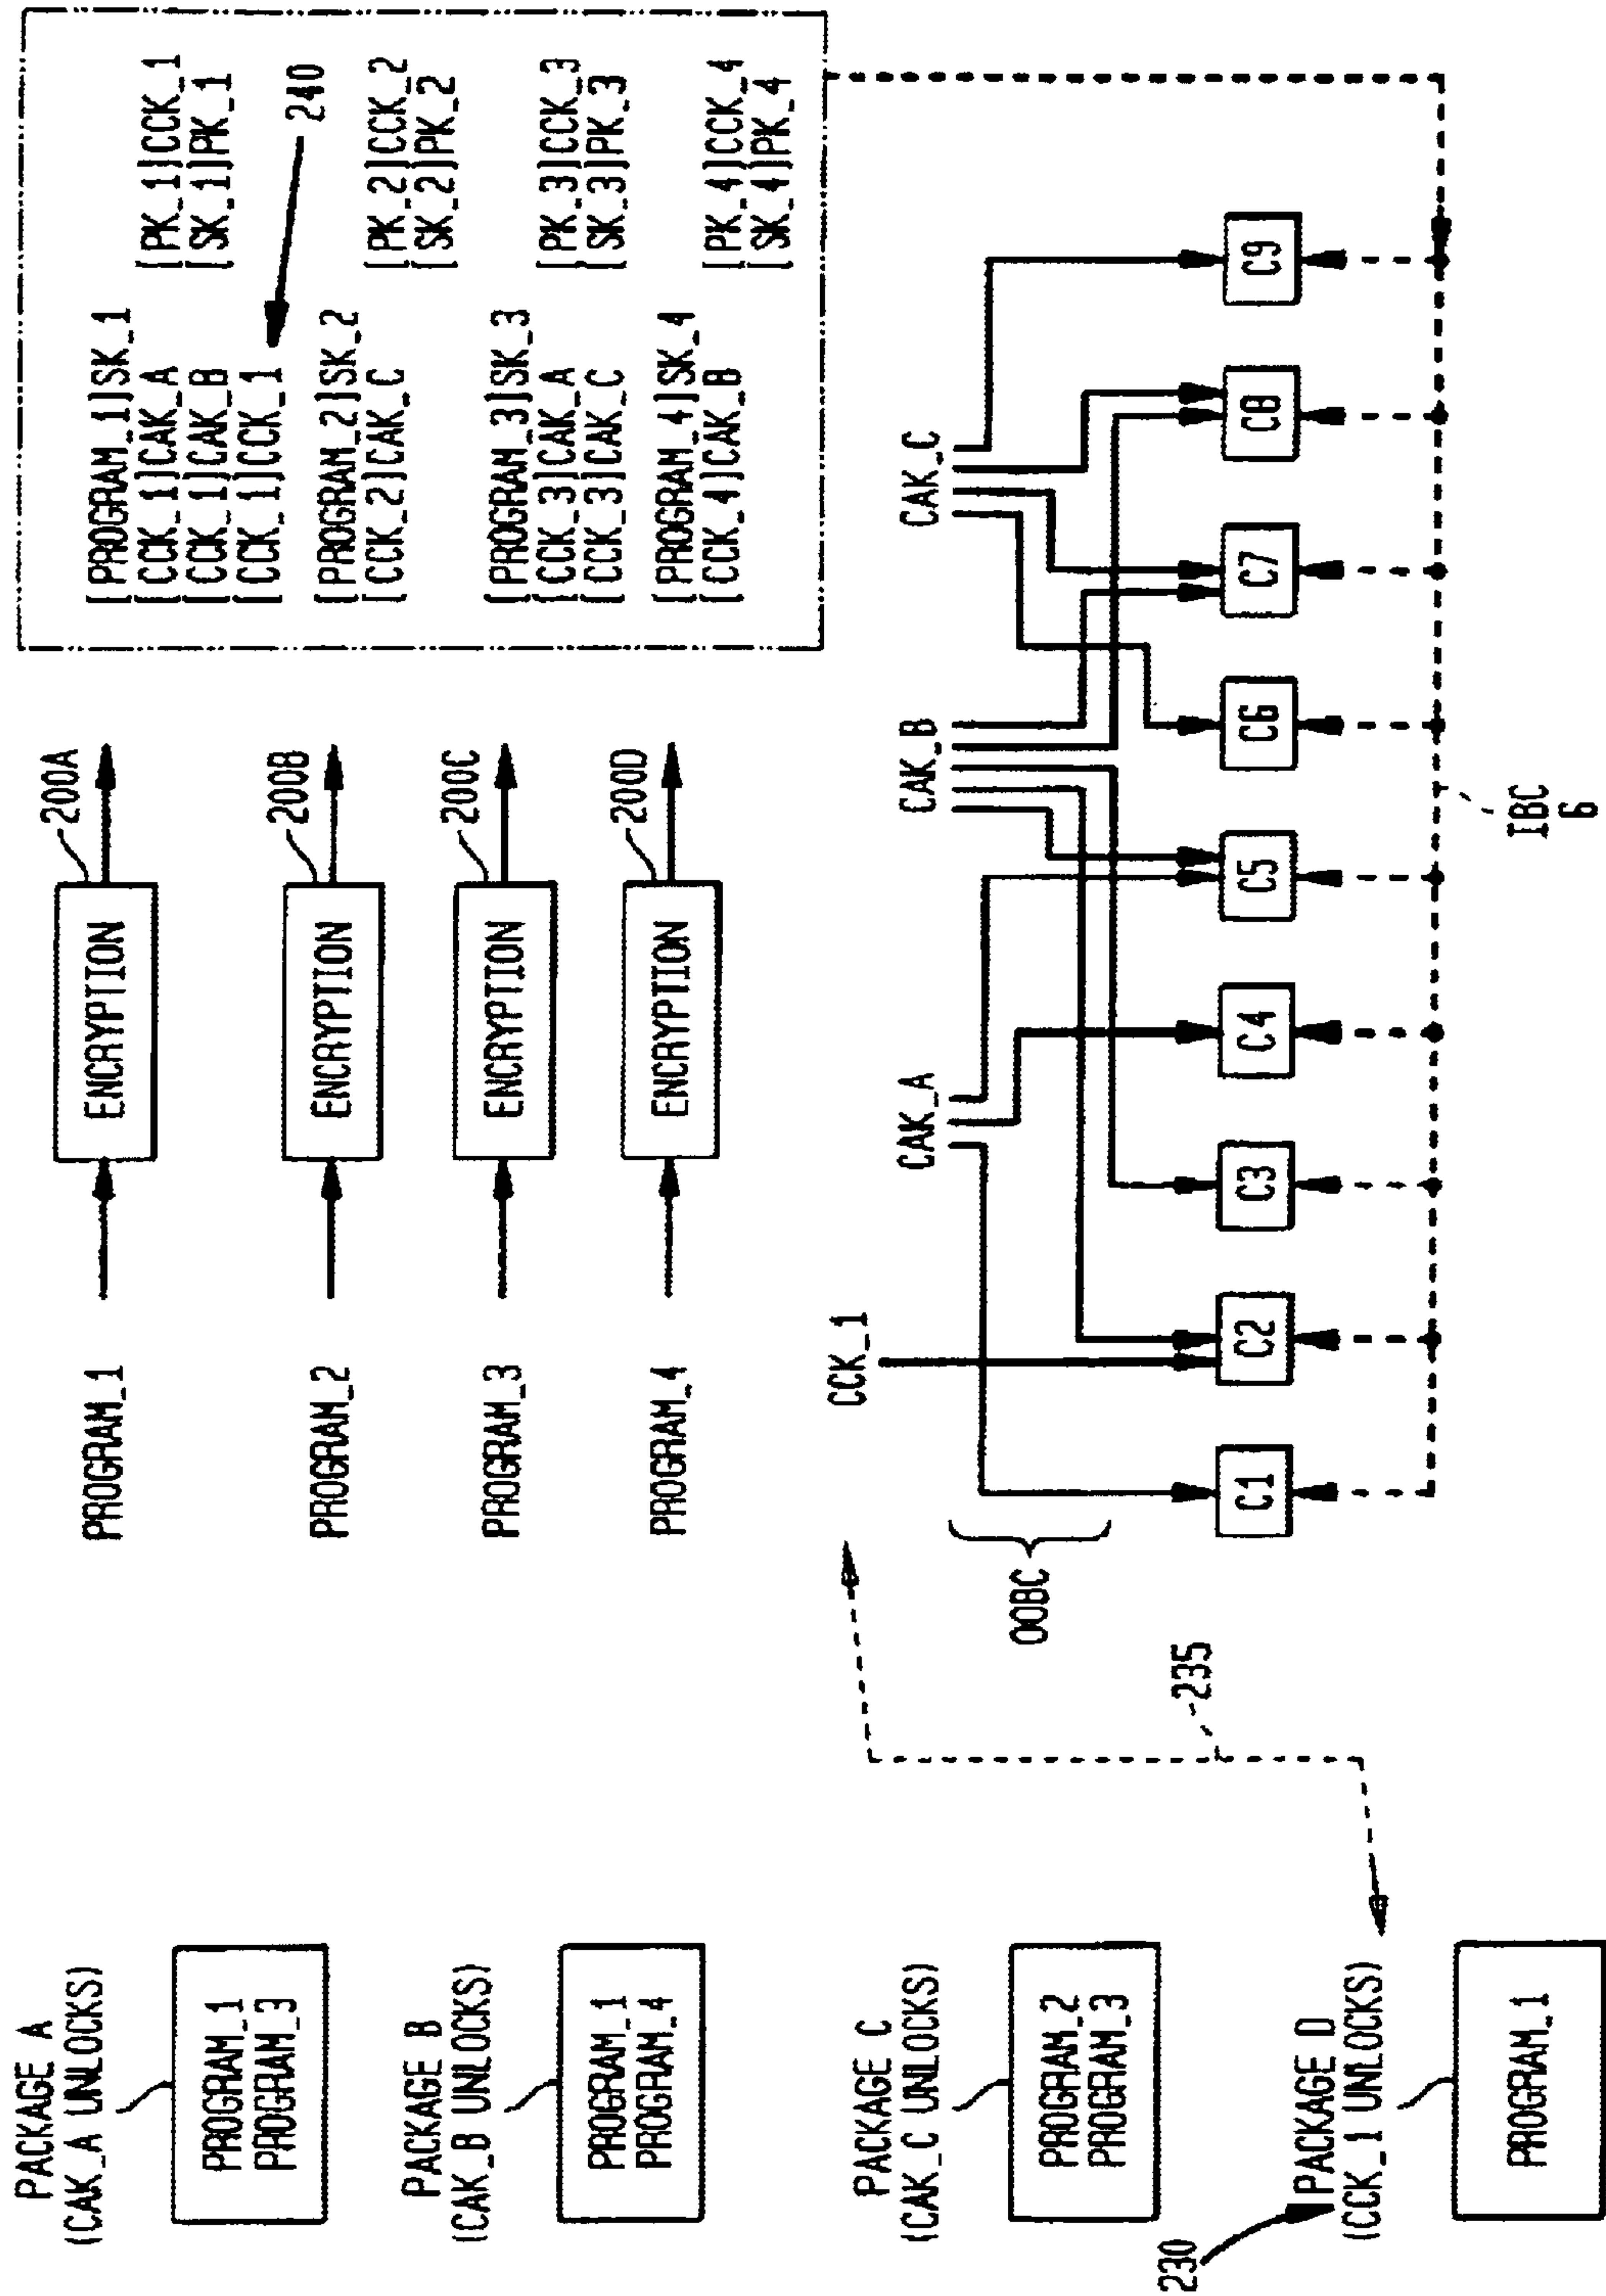 PACKAGE A
(CAK_A UNLOCKS)
PROGRAM_1
PROGRAM_3
PACKAGE B
(CAK_B UNLOCKS)
PROGRAM_1
PROGRAM_4
PACKAGE C
(CAK_C UNLOCKS)
PROGRAM_2
PROGRAM_3
230
PACKAGE D
(CCK_1 UNLOCKS)
PROGRAM_1
235
PROGRAM_1
ENCRYPTION
200A
PROGRAM_2
ENCRYPTION
200B
PROGRAM_3
ENCRYPTION
200C
PROGRAM_4
ENCRYPTION
200D
[PROGRAM_1]SK_1
[CCK_1]CAK_A [PK_1]CCK_1
[CCK_1]CAK_B [SK_1]PK_1
[CCK_1]CCK_1
240
[PROGRAM_2]SK_2
[CCK_2]CAK_C [PK_2]CCK_2
[SK_2]PK_2
[PROGRAM_3]SK_3
[CCK_3]CAK_A [PK_3]CCK_3
[CCK_3]CAK_C [SK_3]PK_3
[PROGRAM_4]SK_4
[CCK_4]CAK_B [PK_4]CCK_4
[SK_4]PK_4
CCK_1
CAK_A
CAK_B
CAK_C
OOBC
C1
C2
C3
C4
C5
C6
C7
C8
C9
IBC
6